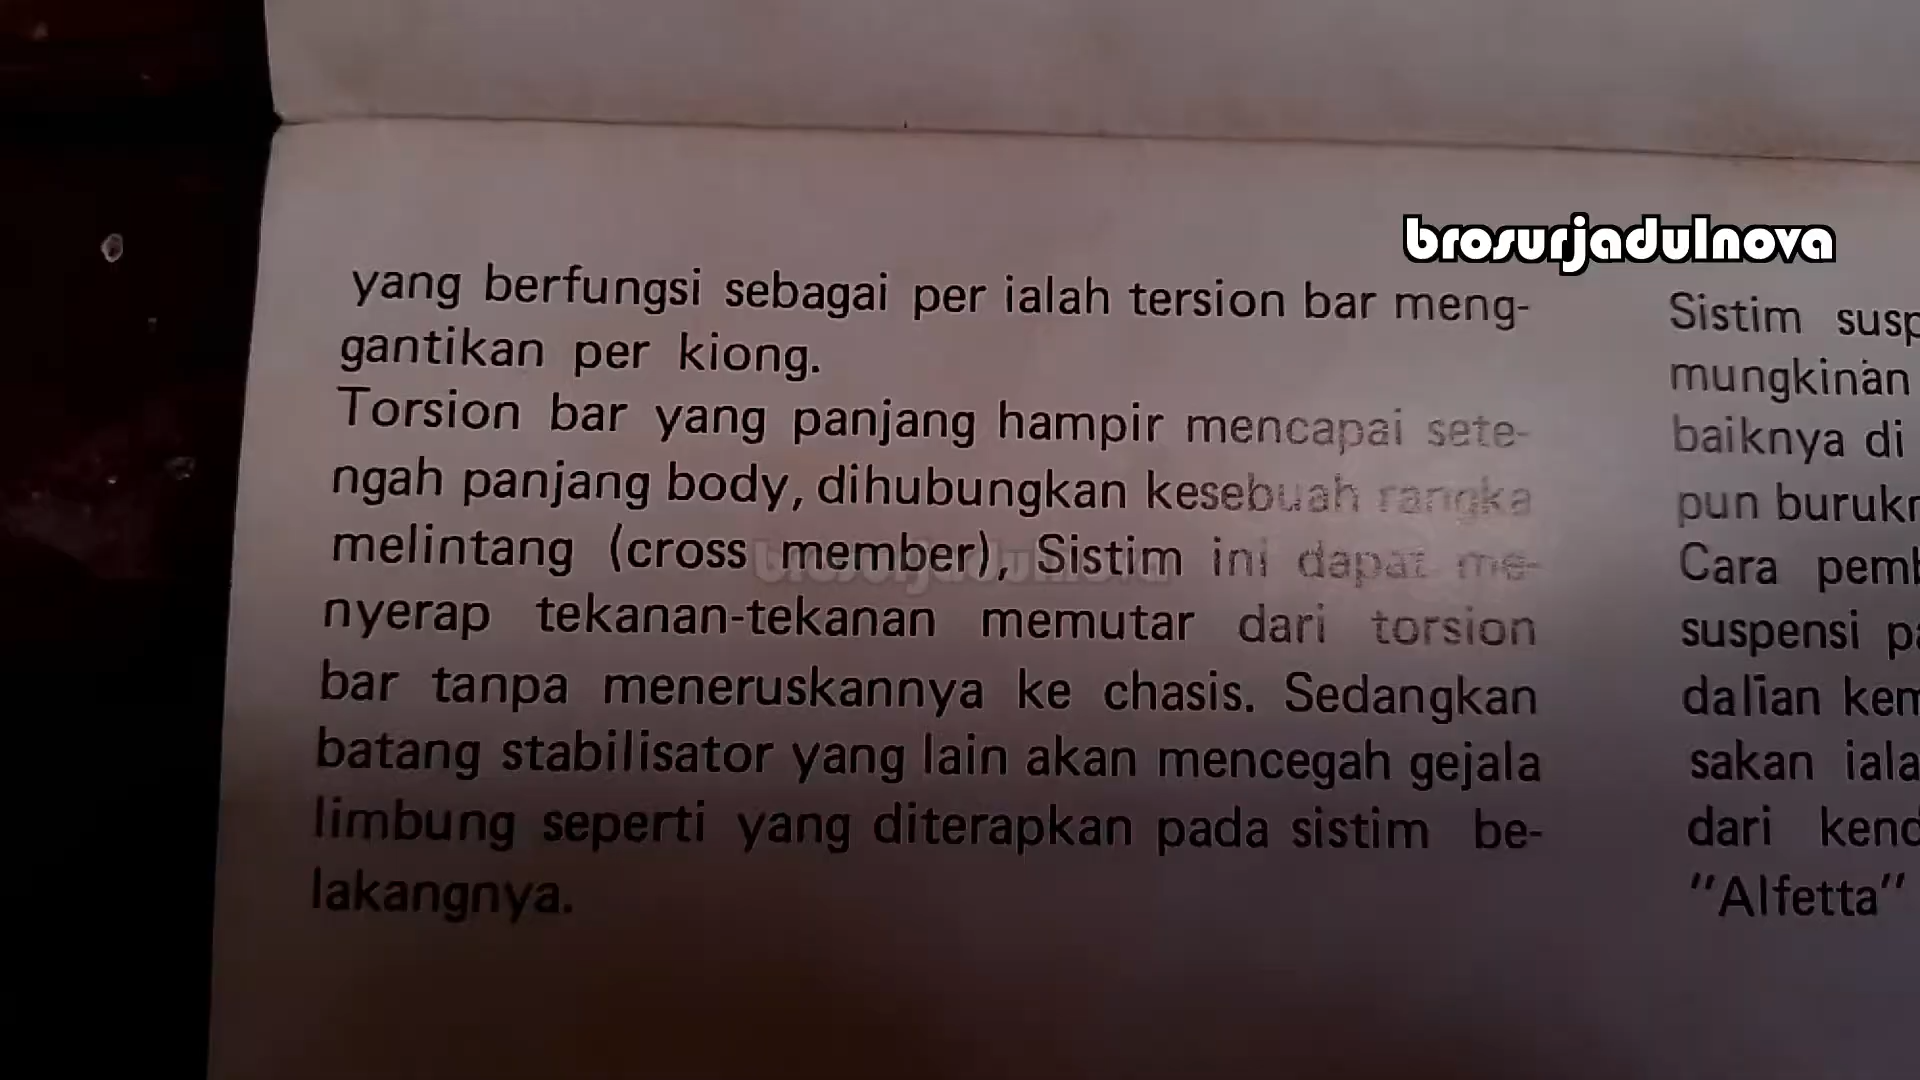 brosurjadulnova
yang berfungsi sebagai per ialah tersion bar meng-
gantikan per kiong.
Torsion bar yang panjang hampir mencapai sete-
ngah panjang body, dihubungkan kesebuah rangka
melintang (cross member), Sistim ini dapat me-
nyerap tekanan-tekanan memutar dari torsion
bar tanpa meneruskannya ke chasis. Sedangkan
batang stabilisator yang lain akan mencegah gejala
limbung seperti yang diterapkan pada sistim be-
lakangnya.
brosurjadulnova
Sistim
mungkinan
baiknya di
pun
Cara
suspensi
dalian
sakan
dari
"Alfetta"